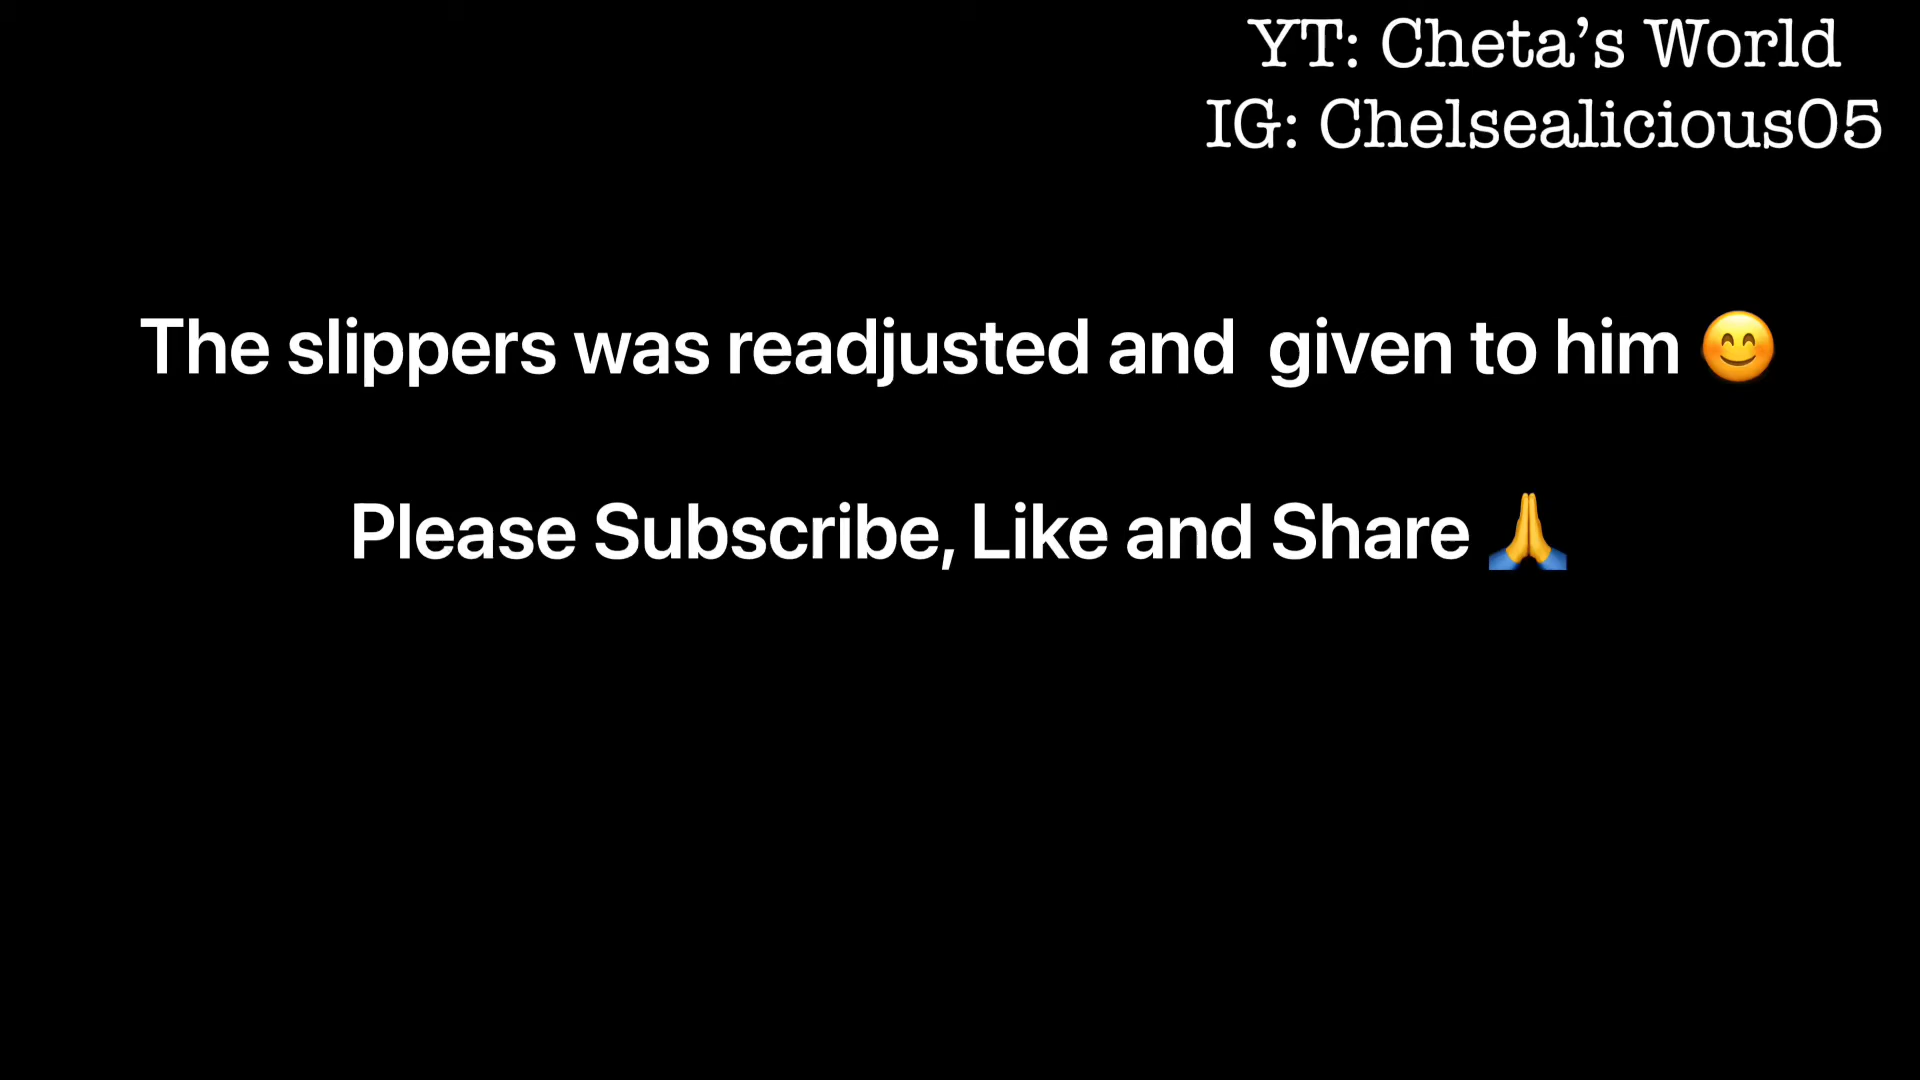 YT: Cheta’s World
IG: Chelsealicious05
The slippers was readjusted and  given to him 😊
Please Subscribe, Like and Share 🙏